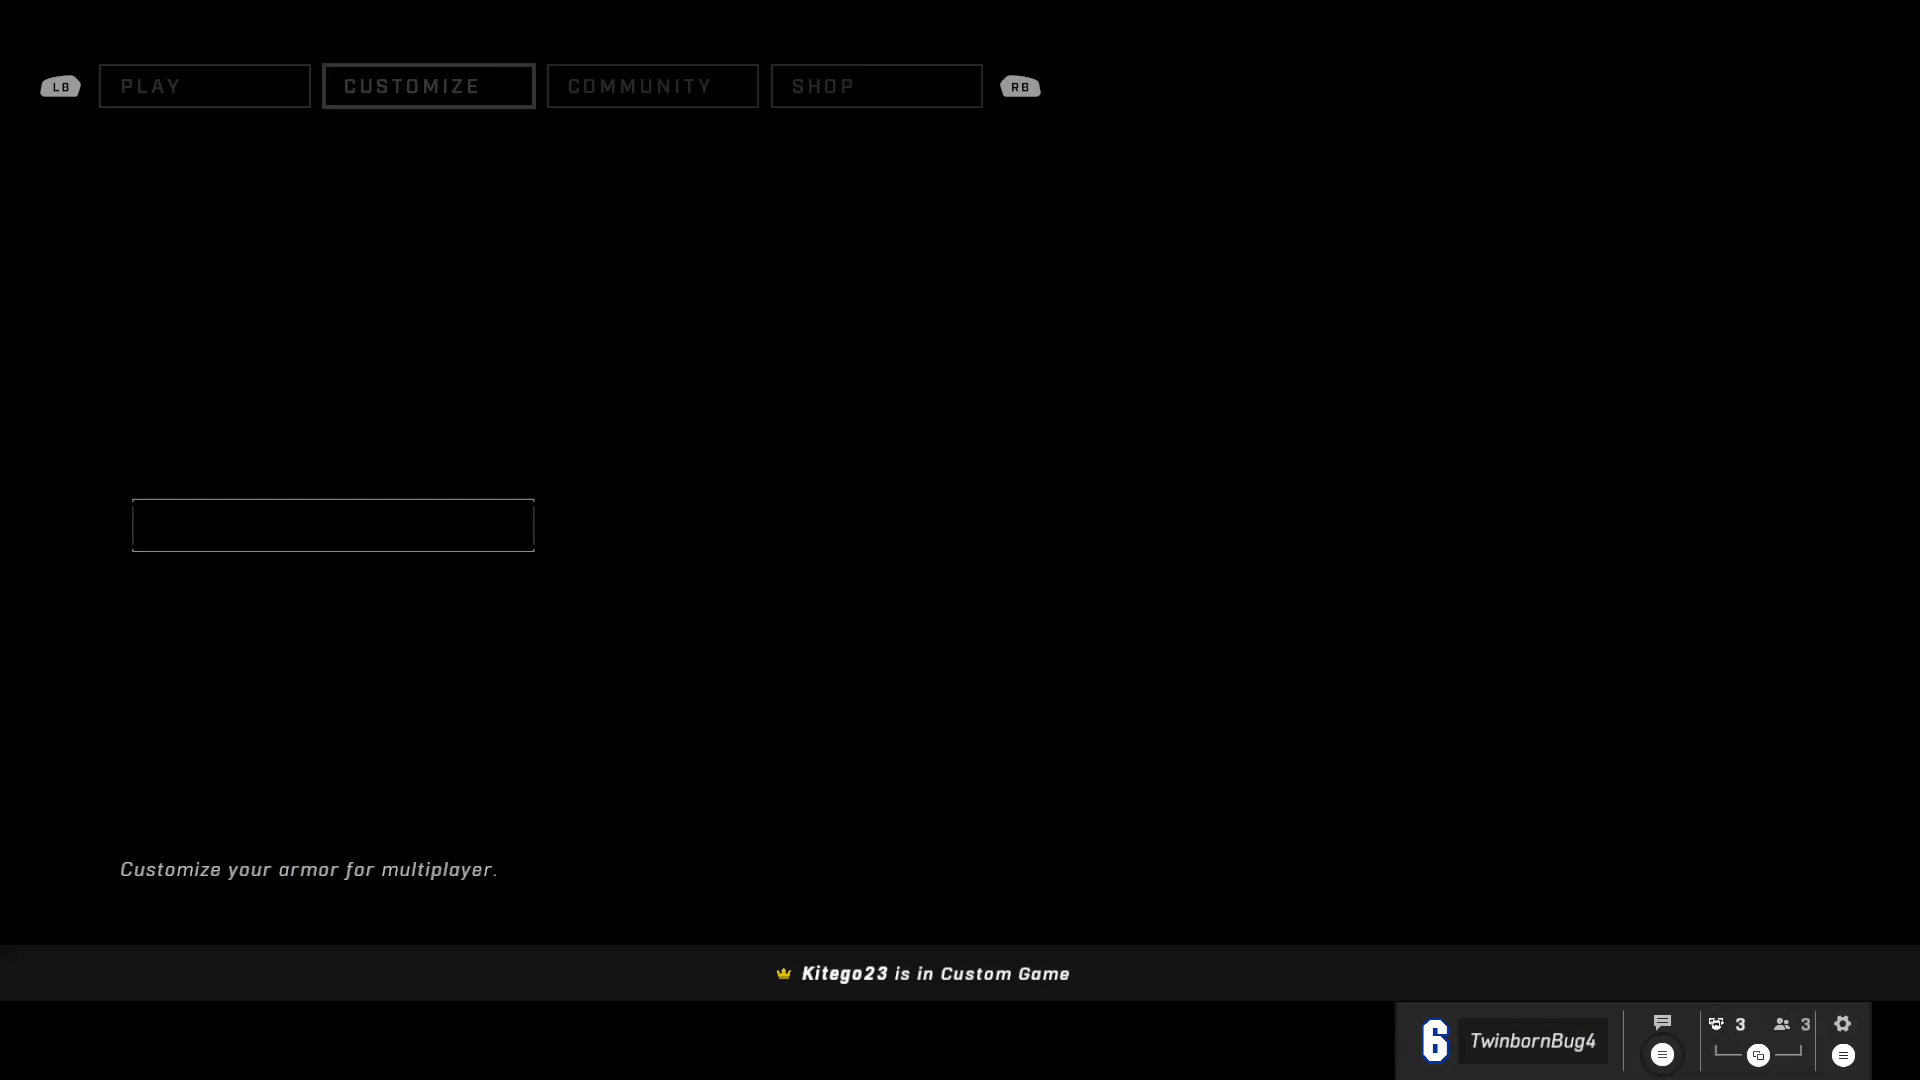 LB PLAY CUSTOMIZE COMMUNITY SHOP RB
Customize your armor for multiplayer.
Kitego23 is in Custom Game
6 TwinbornBug4 3 3